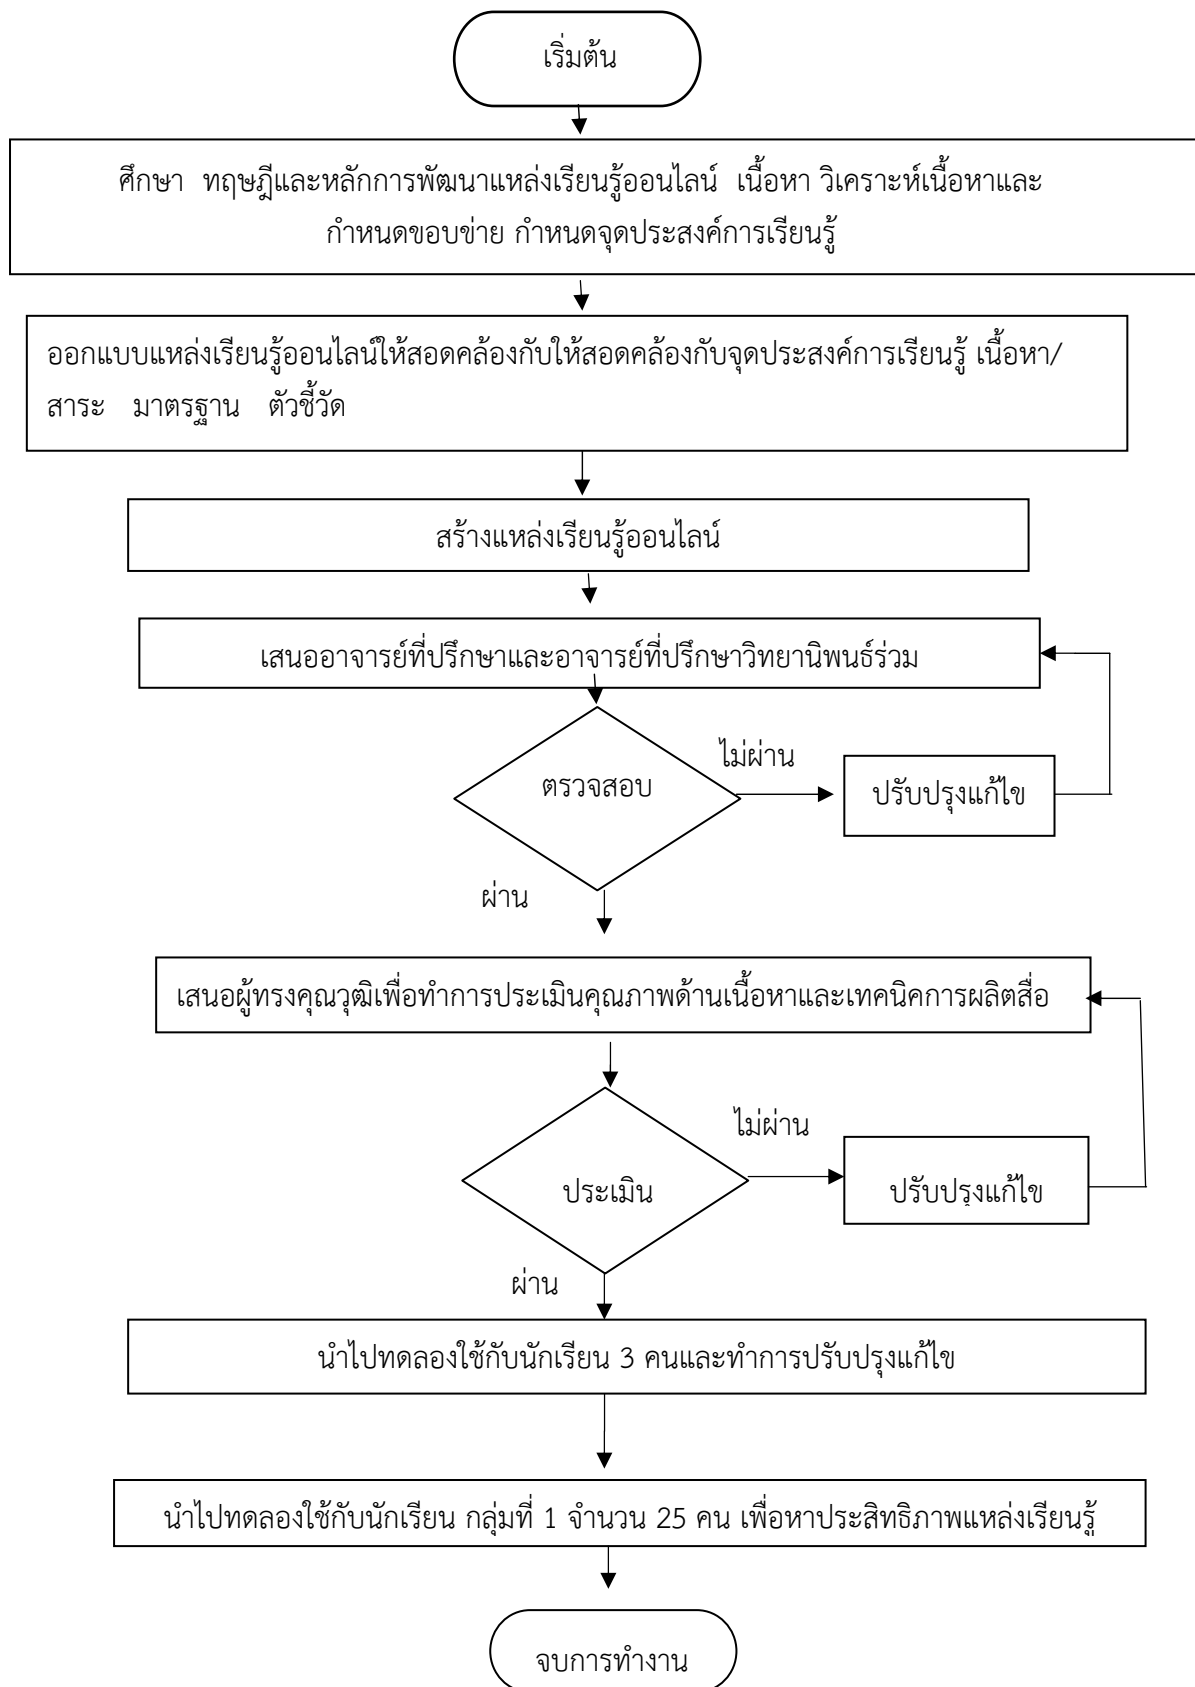 เริ่มต้น
ศึกษา ทฤษฎีและหลักการพัฒนาแหล่งเรียนรู้ออนไลน์ เนื้อหา วิเคราะห์เนื้อหาและ
กำหนดขอบข่าย กำหนดจุดประสงค์การเรียนรู้
ออกแบบแหล่งเรียนรู้ออนไลน์ให้สอดคล้องกับให้สอดคล้องกับจุดประสงค์การเรียนรู้ เนื้อหา/
สาระ มาตรฐาน ตัวชี้วัด
สร้างแหล่งเรียนรู้ออนไลน์
เสนออาจารย์ที่ปรึกษาและอาจารย์ที่ปรึกษาวิทยานิพนธ์ร่วม
ไม่ผ่าน
ตรวจสอบ
ปรับปรุงแก้ไข
ผ่าน
เสนอผู้ทรงคุณวุฒิเพื่อทำการประเมินคุณภาพด้านเนื้อหาและเทคนิคการผลิตสื่อ
ไม่ผ่าน
ประเมิน
ปรับปรุงแก้ไข
ผ่าน
นำไปทดลองใช้กับนักเรียน 3 คนและทำการปรับปรุงแก้ไข
นำไปทดลองใช้กับนักเรียน กลุ่มที่ 1 จำนวน 25 คน เพื่อหาประสิทธิภาพแหล่งเรียนรู้
จบการทำงาน